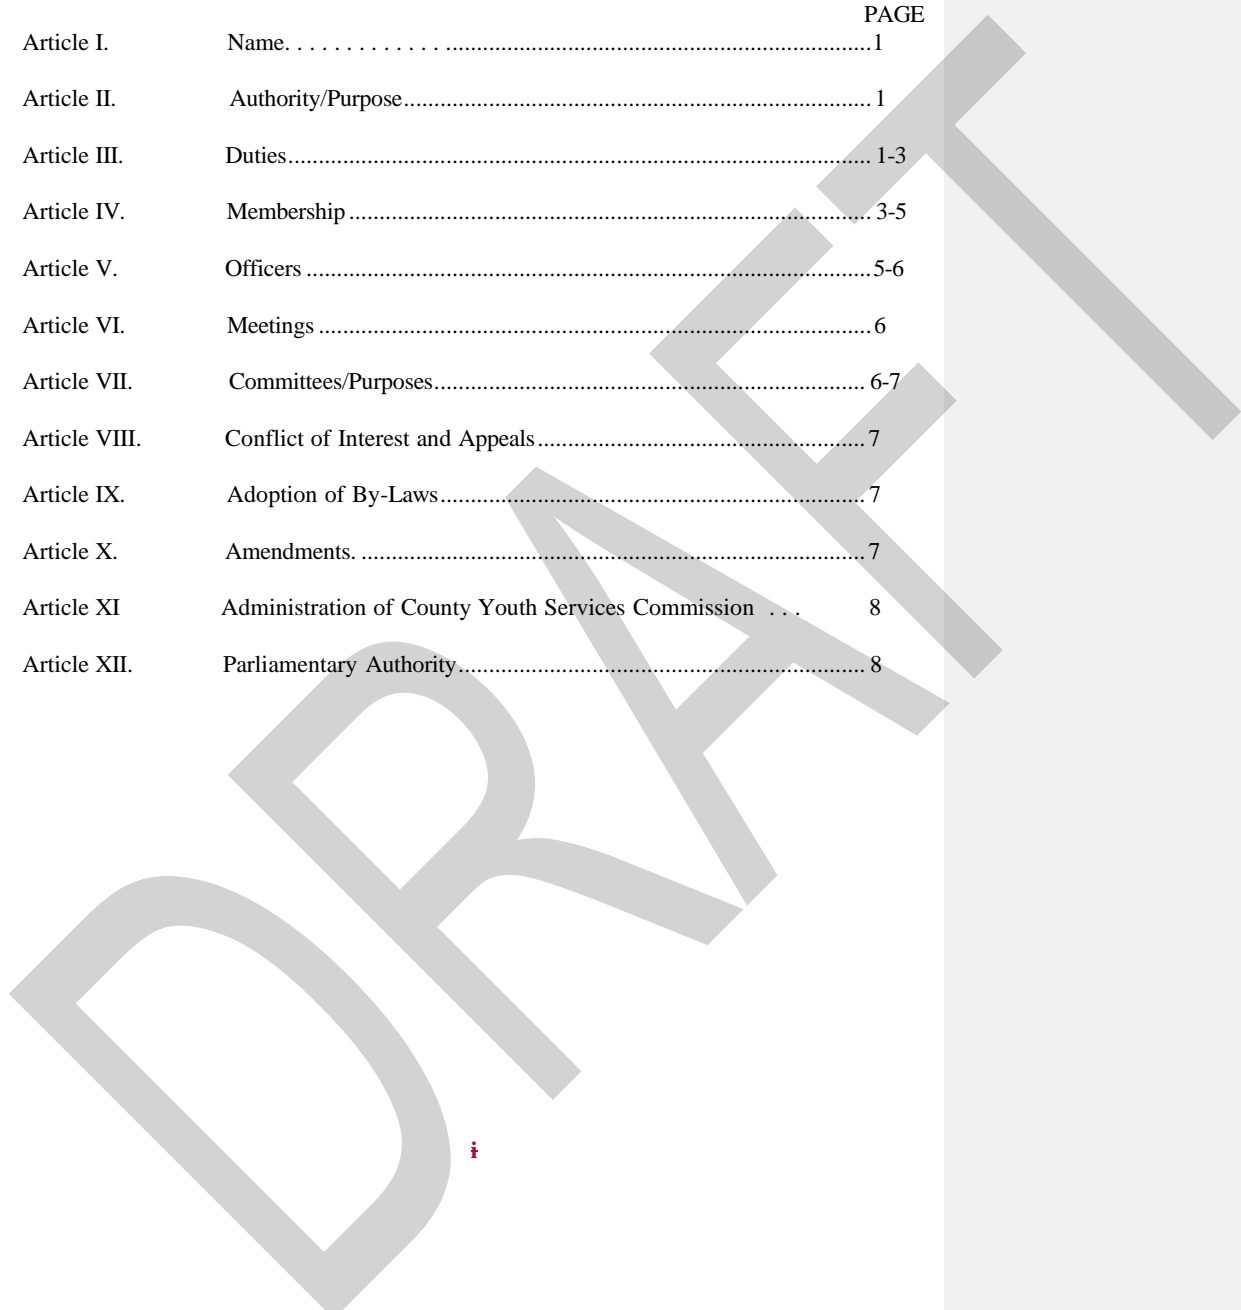 PAGE
Article I. Name. . . . . . . . . . . . . ......................................................................1
Article II. Authority/Purpose.............................................................................. 1
Article III. Duties................................................................................................. 1-3
Article IV. Membership ....................................................................................... 3-5
Article V. Officers ..............................................................................................5-6
Article VI. Meetings ............................................................................................6
Article VII. Committees/Purposes........................................................................ 6-7
Article VIII. Conflict of Interest and Appeals...................................................... 7
Article IX. Adoption of By-Laws....................................................................... 7
Article X. Amendments. .................................................................................... 7
Article XI Administration of County Youth Services Commission . . . 8
Article XII. Parliamentary Authority.................................................................... 8
i
DRAFT